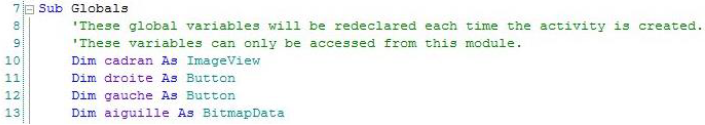 7 Sub Globals
8 'These global variables will be redeclared each time the activity is created.
9 'These variables can only be accessed from this module.
10 Dim cadran As ImageView
11 Dim droite As Button
12 Dim gauche As Button
13 Dim aiguille As BitmapData